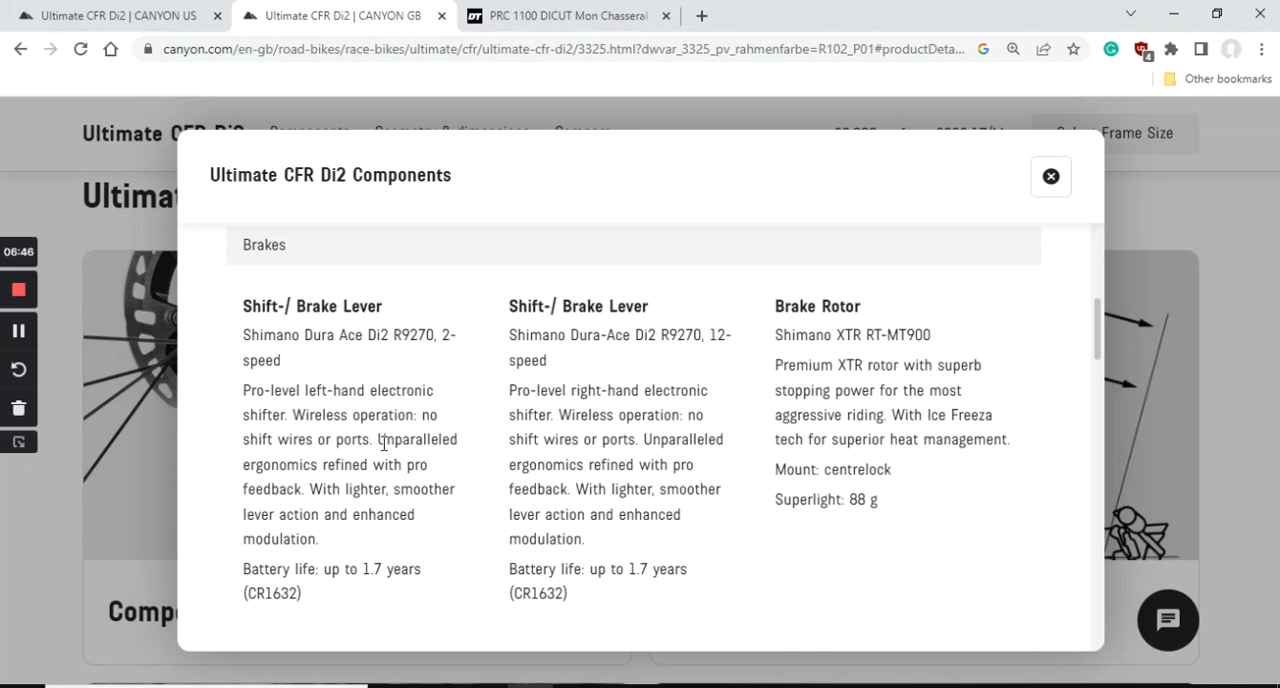 Ultimate CFR Di2 | CANYON US
Ultimate CFR Di2 | CANYON GB
DT
PRC 1100 DICUT Mon Chasseral
canyon.com/en-gb/road-bikes/race-bikes/ultimate/cfr/ultimate-cfr-di2/3325.html?dwvar_3325_pv_rahmenfarbe=R102_P01#productDeta...
4
Other bookmarks
Ultimate CFR Di2
Frame Size
Ultima
06:46
Ultimate CFR Di2 Components
Brakes
Shift-/ Brake Lever
Shimano Dura Ace Di2 R9270, 2-
speed
Pro-level left-hand electronic
shifter. Wireless operation: no
shift wires or ports. Unparalleled
ergonomics refined with pro
feedback. With lighter, smoother
lever action and enhanced
modulation.
Battery life: up to 1.7 years
(CR1632)
Shift-/ Brake Lever
Shimano Dura-Ace Di2 R9270, 12-
speed
Pro-level right-hand electronic
shifter. Wireless operation: no
shift wires or ports. Unparalleled
ergonomics refined with pro
feedback. With lighter, smoother
lever action and enhanced
modulation.
Battery life: up to 1.7 years
(CR1632)
Brake Rotor
Shimano XTR RT-MT900
Premium XTR rotor with superb
stopping power for the most
aggressive riding. With Ice Freeza
tech for superior heat management.
Mount: centrelock
Superlight: 88 g
Compo